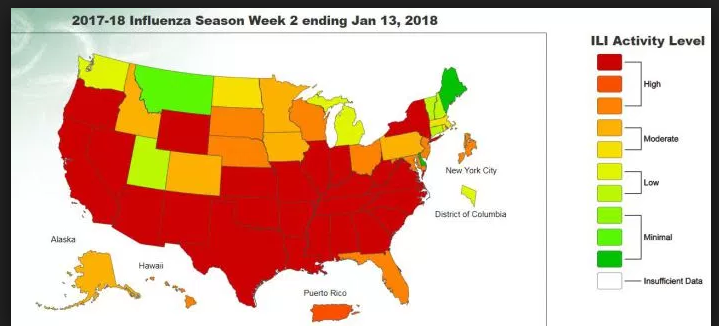 2017-18 Influenza Season Week 2 ending Jan 13, 2018
ILI Activity Level
High
Moderate
Low
Minimal
Insufficient Data
New York City
District of Columbia
Alaska
Hawaii
Puerto Rico